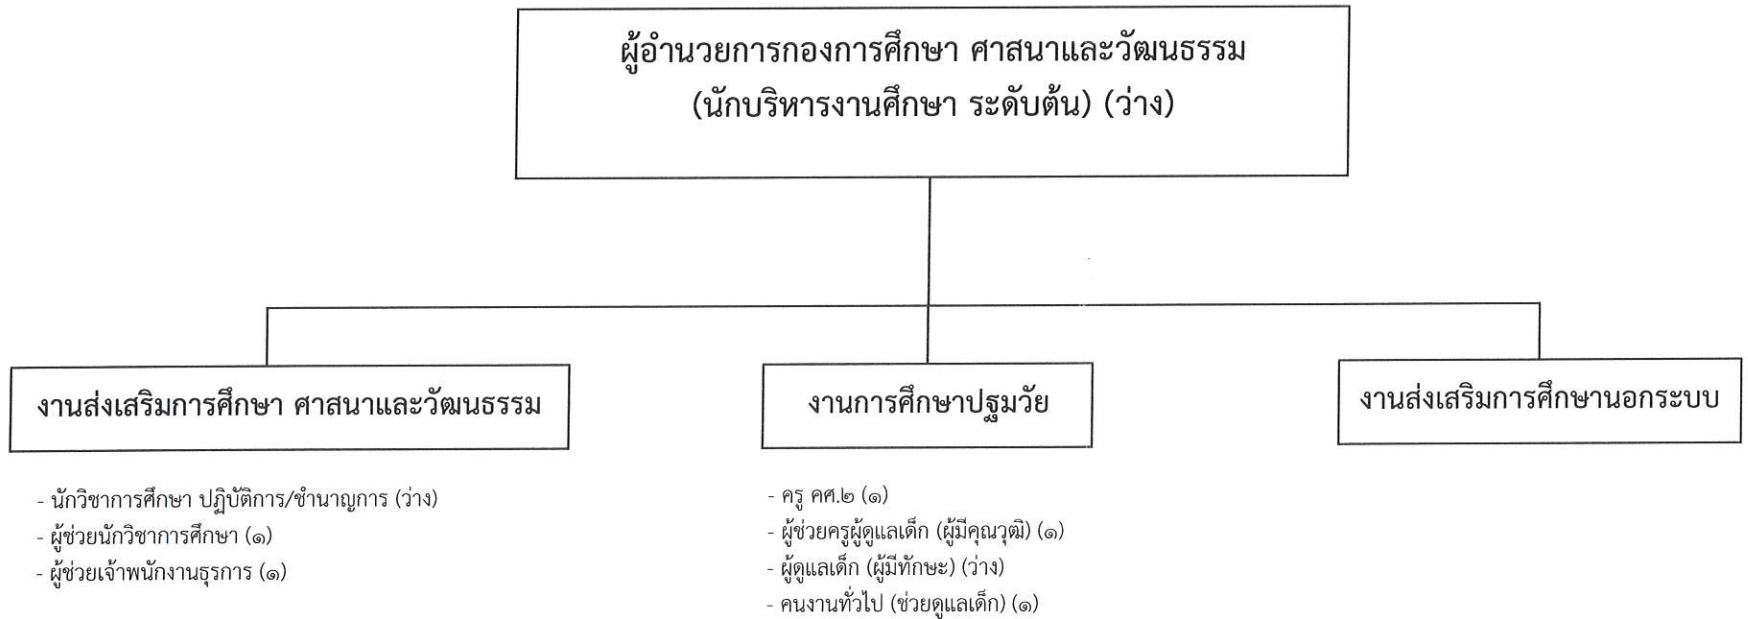 ผู้อำนวยการกองการศึกษา ศาสนาและวัฒนธรรม
(นักบริหารงานศึกษา ระดับต้น) (ว่าง)
งานส่งเสริมการศึกษา ศาสนาและวัฒนธรรม
- นักวิชาการศึกษา ปฏิบัติการ/ชำนาญการ (ว่าง)
- ผู้ช่วยนักวิชาการศึกษา (๑)
- ผู้ช่วยเจ้าพนักงานธุรการ (๑)
งานการศึกษาปฐมวัย
- ครู คศ.๒ (๑)
- ผู้ช่วยครูผู้ดูแลเด็ก (ผู้มีคุณวุฒิ) (๑)
- ผู้ดูแลเด็ก (ผู้มีทักษะ) (ว่าง)
- คนงานทั่วไป (ช่วยดูแลเด็ก) (๑)
งานส่งเสริมการศึกษานอกระบบ